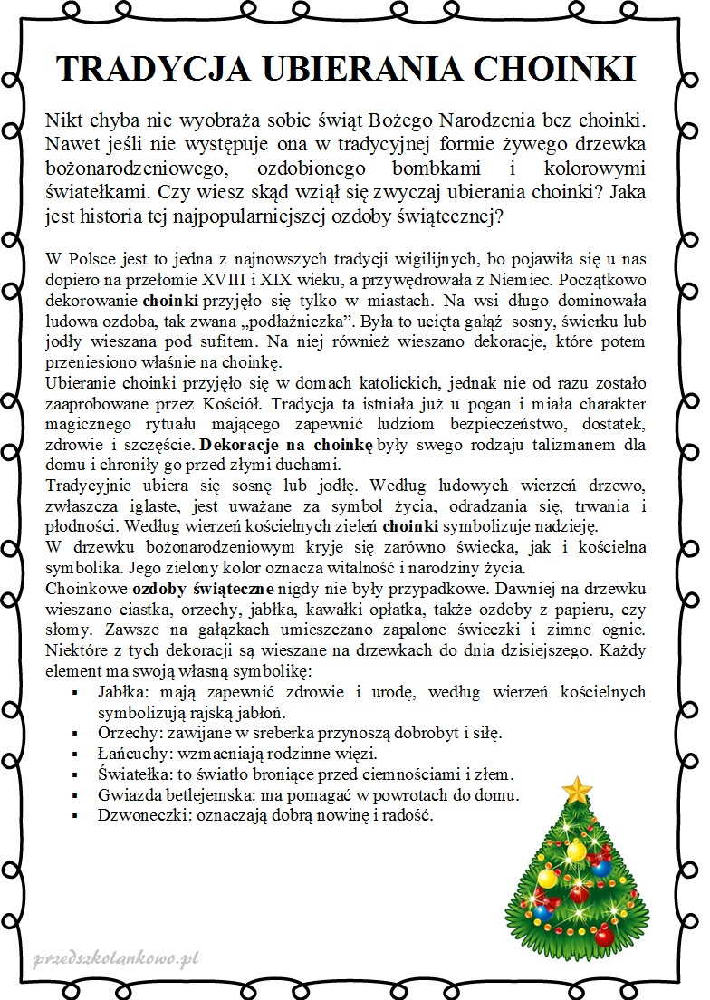 TRADYCJA UBIERANIA CHOINKI
Nikt chyba nie wyobraża sobie świąt Bożego Narodzenia bez choinki.
Nawet jeśli nie występuje ona w tradycyjnej formie żywego drzewka
bożonarodzeniowego, ozdobionego bombkami i kolorowymi
światełkami. Czy wiesz skąd wziął się zwyczaj ubierania choinki? Jaka
jest historia tej najpopularniejszej ozdoby świątecznej?
W Polsce jest to jedna z najnowszych tradycji wigilijnych, bo pojawiła się u nas
dopiero na przełomie XVIII i XIX wieku, a przywędrowała z Niemiec. Początkowo
dekorowanie choinki przyjęło się tylko w miastach. Na wsi długo dominowała
ludowa ozdoba, tak zwana „podłaźniczka”. Była to ucięta gałąź sosny, świerku lub
jodły wieszana pod sufitem. Na niej również wieszano dekoracje, które potem
przeniesiono właśnie na choinkę.
Ubieranie choinki przyjęło się w domach katolickich, jednak nie od razu zostało
zaaprobowane przez Kościół. Tradycja ta istniała już u pogan i miała charakter
magicznego rytuału mającego zapewnić ludziom bezpieczeństwo, dostatek,
zdrowie i szczęście. Dekoracje na choinkę były swego rodzaju talizmanem dla
domu i chroniły go przed złymi duchami.
Tradycyjnie ubiera się sosnę lub jodłę. Według ludowych wierzeń drzewo,
zwłaszcza iglaste, jest uważane za symbol życia, odradzania się, trwania i
płodności. Według wierzeń kościelnych zieleń choinki symbolizuje nadzieję.
W drzewku bożonarodzeniowym kryje się zarówno świecka, jak i kościelna
symbolika. Jego zielony kolor oznacza witalność i narodziny życia.
Choinkowe ozdoby świąteczne nigdy nie były przypadkowe. Dawniej na drzewku
wieszano ciastka, orzechy, jabłka, kawałki opłatka, także ozdoby z papieru, czy
słomy. Zawsze na gałązkach umieszczano zapalone świeczki i zimne ognie.
Niektóre z tych dekoracji są wieszane na drzewkach do dnia dzisiejszego. Każdy
element ma swoją własną symbolikę:
▪ Jabłka: mają zapewnić zdrowie i urodę, według wierzeń kościelnych
symbolizują rajską jabłoń.
▪ Orzechy: zawijane w sreberka przynoszą dobrobyt i siłę.
▪ Łańcuchy: wzmacniają rodzinne więzi.
▪ Światełka: to światło broniące przed ciemnościami i złem.
▪ Gwiazda betlejemska: ma pomagać w powrotach do domu.
▪ Dzwoneczki: oznaczają dobrą nowinę i radość.
przedszkolankowo.pl